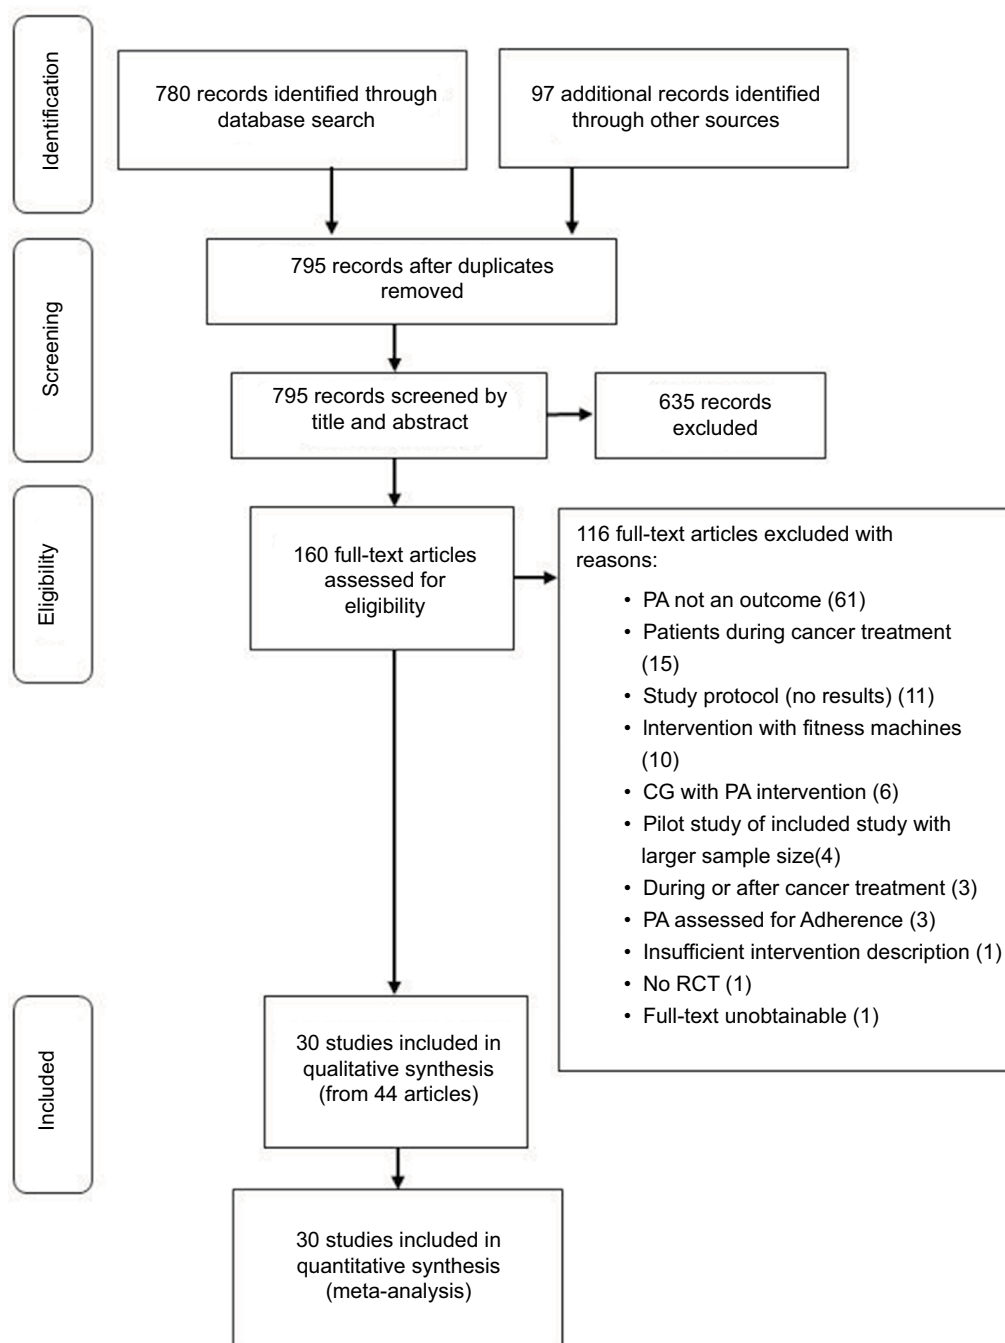 Identification
780 records identified through
database search
97 additional records identified
through other sources
Screening
795 records after duplicates
removed
795 records screened by
title and abstract
635 records
excluded
Eligibility
160 full-text articles
assessed for
eligibility
116 full-text articles excluded with
reasons:
• PA not an outcome (61)
• Patients during cancer treatment
(15)
• Study protocol (no results) (11)
• Intervention with fitness machines
(10)
• CG with PA intervention (6)
• Pilot study of included study with
larger sample size(4)
• During or after cancer treatment (3)
• PA assessed for Adherence (3)
• Insufficient intervention description (1)
• No RCT (1)
• Full-text unobtainable (1)
Included
30 studies included in
qualitative synthesis
(from 44 articles)
30 studies included in
quantitative synthesis
(meta-analysis)